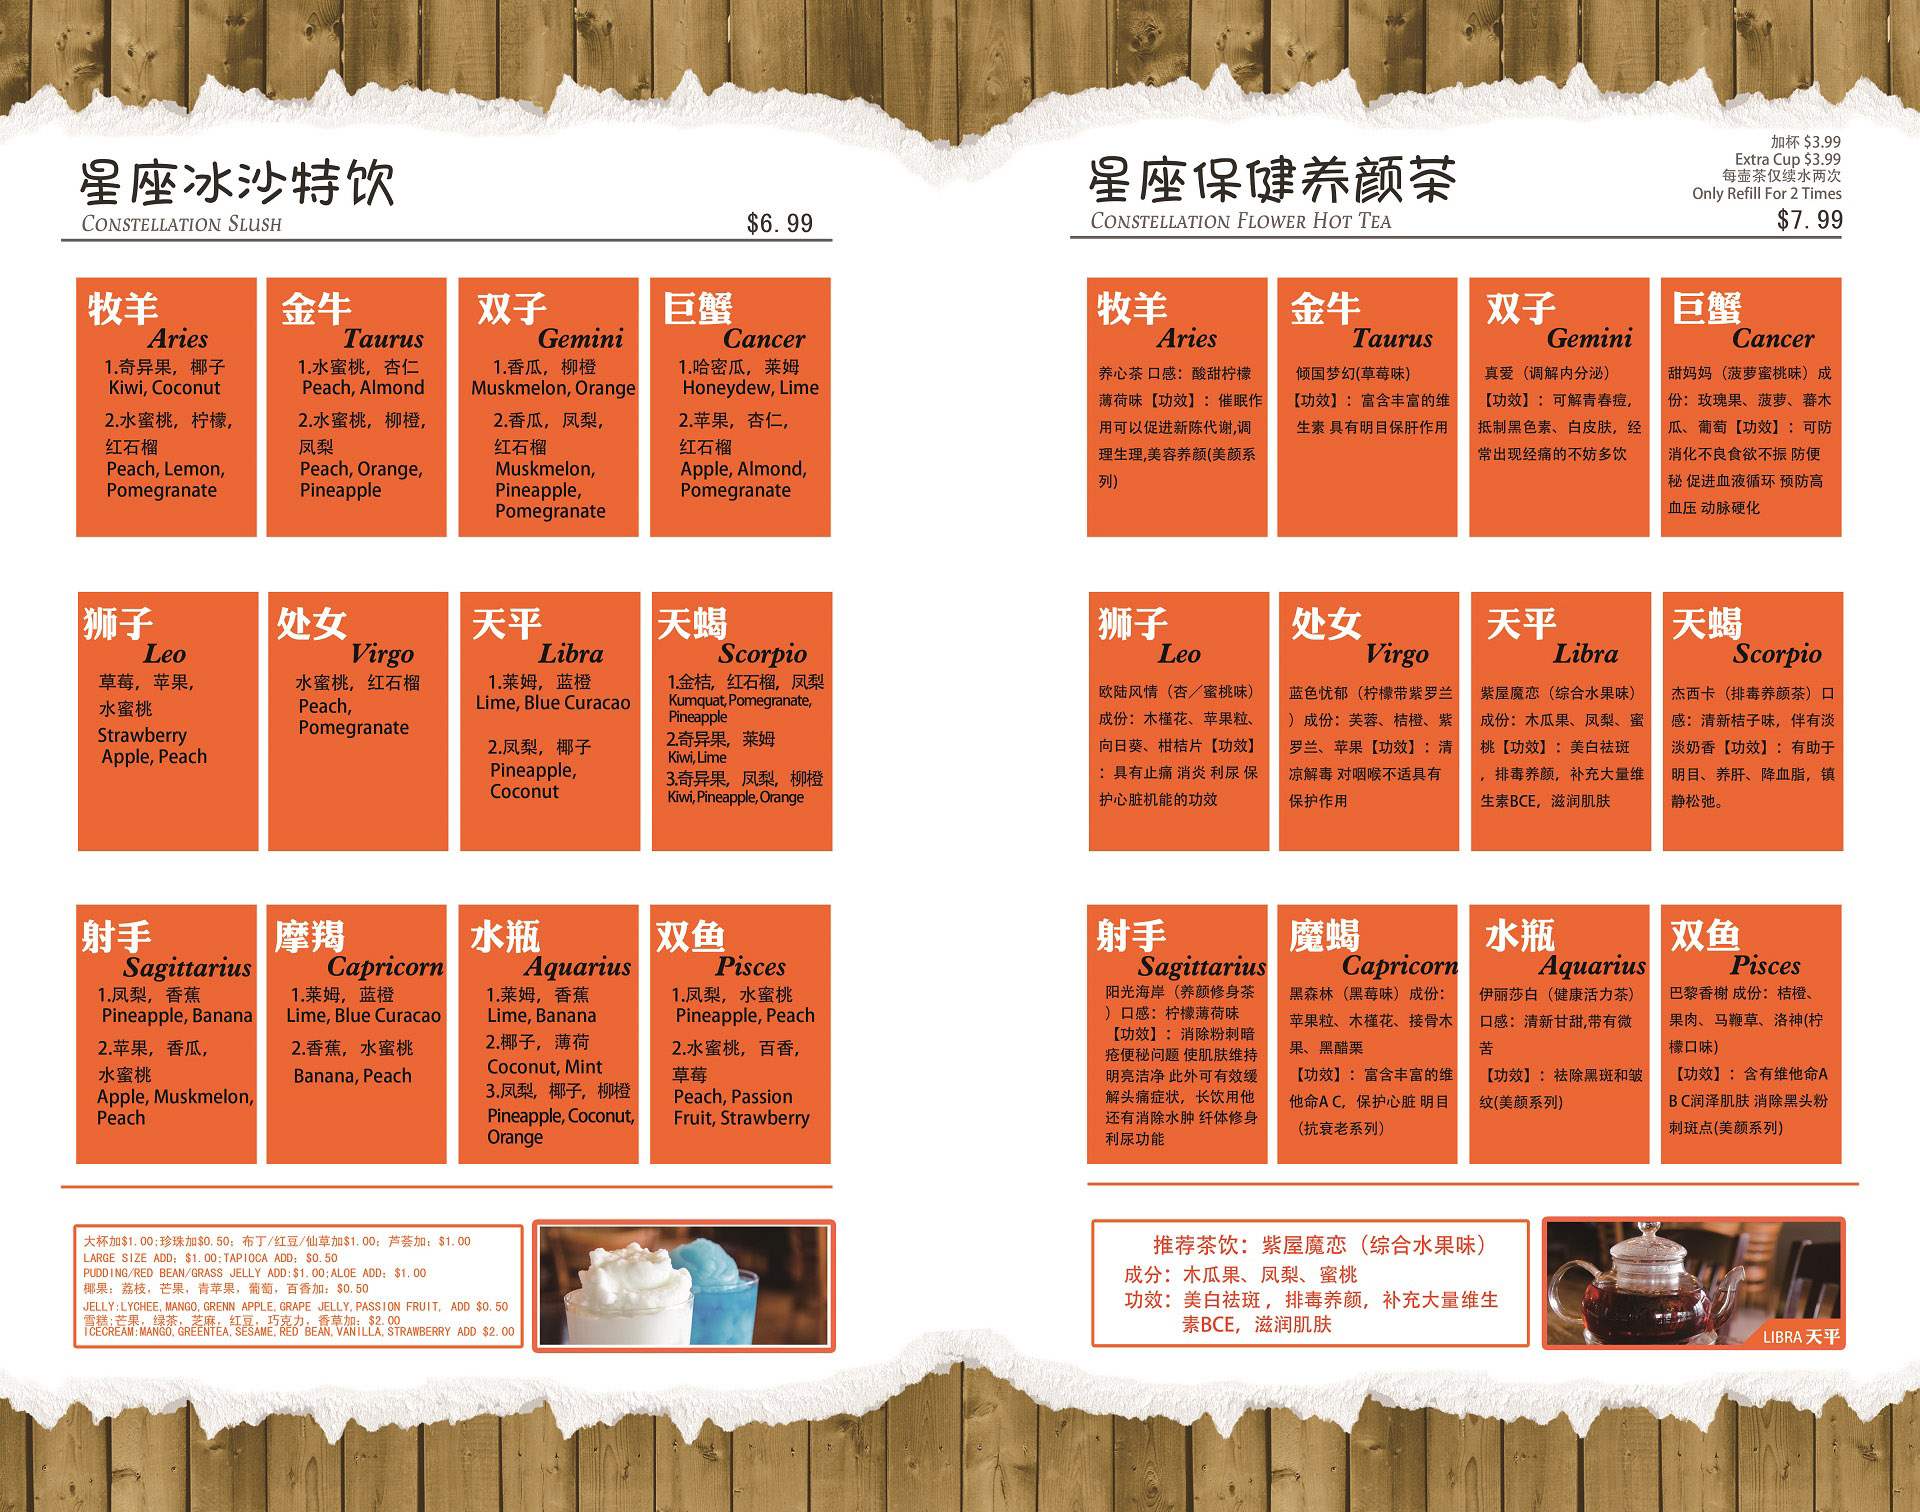 星座冰沙特饮
CONSTELLATION SLUSH
$6.99
牧羊
Aries
1.奇异果，椰子
Kiwi, Coconut
2.水蜜桃，柠檬，
红石榴
Peach, Lemon,
Pomegranate
金牛
Taurus
1.水蜜桃，杏仁
Peach, Almond
2.水蜜桃，柳橙，
凤梨
Peach, Orange,
Pineapple
双子
Gemini
1.香瓜，柳橙
Muskmelon, Orange
2.香瓜，凤梨，
红石榴
Muskmelon,
Pineapple,
Pomegranate
巨蟹
Cancer
1.哈密瓜，莱姆
Honeydew, Lime
2.苹果，杏仁，
红石榴
Apple, Almond,
Pomegranate
狮子
Leo
草莓，苹果，
水蜜桃
Strawberry
Apple, Peach
处女
Virgo
水蜜桃，红石榴
Peach,
Pomegranate
天平
Libra
1.莱姆，蓝橙
Lime, Blue Curacao
2.凤梨，椰子
Pineapple,
Coconut
天蝎
Scorpio
1.金桔，红石榴，凤梨
Kumquat, Pomegranate,
Pineapple
2.奇异果，莱姆
Kiwi, Lime
3.奇异果，凤梨，柳橙
Kiwi, Pineapple, Orange
射手
Sagittarius
1.凤梨，香蕉
Pineapple, Banana
2.苹果，香瓜，
水蜜桃
Apple, Muskmelon,
Peach
摩羯
Capricorn
1.莱姆，蓝橙
Lime, Blue Curacao
2.香蕉，水蜜桃
Banana, Peach
水瓶
Aquarius
1.莱姆，香蕉
Lime, Banana
2.椰子，薄荷
Coconut, Mint
3.凤梨，椰子，柳橙
Pineapple, Coconut,
Orange
双鱼
Pisces
1.凤梨，水蜜桃
Pineapple, Peach
2.水蜜桃，百香，
草莓
Peach, Passion
Fruit, Strawberry
大杯加$1.00;珍珠加$0.50；布丁/红豆/仙草加$1.00；芦荟加：$1.00
LARGE SIZE ADD；$1.00;TAPIOCA ADD；$0.50
PUDDING/RED BEAN/GRASS JELLY ADD:$1.00;ALOE ADD；$1.00
椰果：荔枝，芒果，青苹果，葡萄，百香加：$0.50
JELLY:LYCHEE,MANGO,GRENN APPLE,GRAPE JELLY,PASSION FRUIT, ADD $0.50
雪糕;芒果，绿茶，芝麻，红豆，巧克力，香草加：$2.00
ICECREAM:MANGO,GREENTEA,SESAME,RED BEAN,VANILLA,STRAWBERRY ADD $2.00
星座保健养颜茶
CONSTELLATION FLOWER HOT TEA
加杯 $3.99
Extra Cup $3.99
每壶茶仅续水两次
Only Refill For 2 Times
$7.99
牧羊
Aries
养心茶 口感：酸甜柠檬
薄荷味【功效】：催眠作
用可以促进新陈代谢,调
理生理,美容养颜(美颜系
列)
金牛
Taurus
倾国梦幻(草莓味)
【功效】：富含丰富的维
生素 具有明目保肝作用
双子
Gemini
真爱（调解内分泌）
【功效】：可解青春痘，
抵制黑色素、白皮肤，经
常出现经痛的不妨多饮
巨蟹
Cancer
甜妈妈（菠萝蜜桃味）成
份：玫瑰果、菠萝、蕃木
瓜、葡萄【功效】：可防
消化不良食欲不振 防便
秘 促进血液循环 预防高
血压 动脉硬化
狮子
Leo
欧陆风情（杏／蜜桃味）
成份：木槿花、苹果粒、
向日葵、柑桔片【功效】
：具有止痛 消炎 利尿 保
护心脏机能的功效
处女
Virgo
蓝色忧郁（柠檬带紫罗兰
）成份：芙蓉、桔橙、紫
罗兰、苹果【功效】：清
凉解毒 对咽喉不适具有
保护作用
天平
Libra
紫屋魔恋（综合水果味）
成份：木瓜果、凤梨、蜜
桃【功效】：美白祛斑
，排毒养颜，补充大量维
生素BCE，滋润肌肤
天蝎
Scorpio
杰西卡（排毒养颜茶）口
感：清新桔子味，伴有淡
淡奶香【功效】：有助于
明目、养肝、降血脂，镇
静松弛。
射手
Sagittarius
阳光海岸（养颜修身茶
）口感：柠檬薄荷味
【功效】：消除粉刺暗
疮便秘问题 使肌肤维持
明亮洁净 此外可有效缓
解头痛症状，长饮用他
还有消除水肿 纤体修身
利尿功能
魔蝎
Capricorn
黑森林（黑莓味）成份：
苹果粒、木槿花、接骨木
果、黑醋栗
【功效】：富含丰富的维
他命A C，保护心脏 明目
（抗衰老系列）
水瓶
Aquarius
伊丽莎白（健康活力茶）
口感：清新甘甜,带有微
苦
【功效】：祛除黑斑和皱
纹(美颜系列)
双鱼
Pisces
巴黎香榭 成份：桔橙、
果肉、马鞭草、洛神(柠
檬口味)
【功效】：含有维他命A
B C润泽肌肤 消除黑头粉
刺斑点(美颜系列)
推荐茶饮：紫屋魔恋（综合水果味）
成分：木瓜果、凤梨、蜜桃
功效：美白祛斑，排毒养颜，补充大量维生
素BCE，滋润肌肤
LIBRA 天平